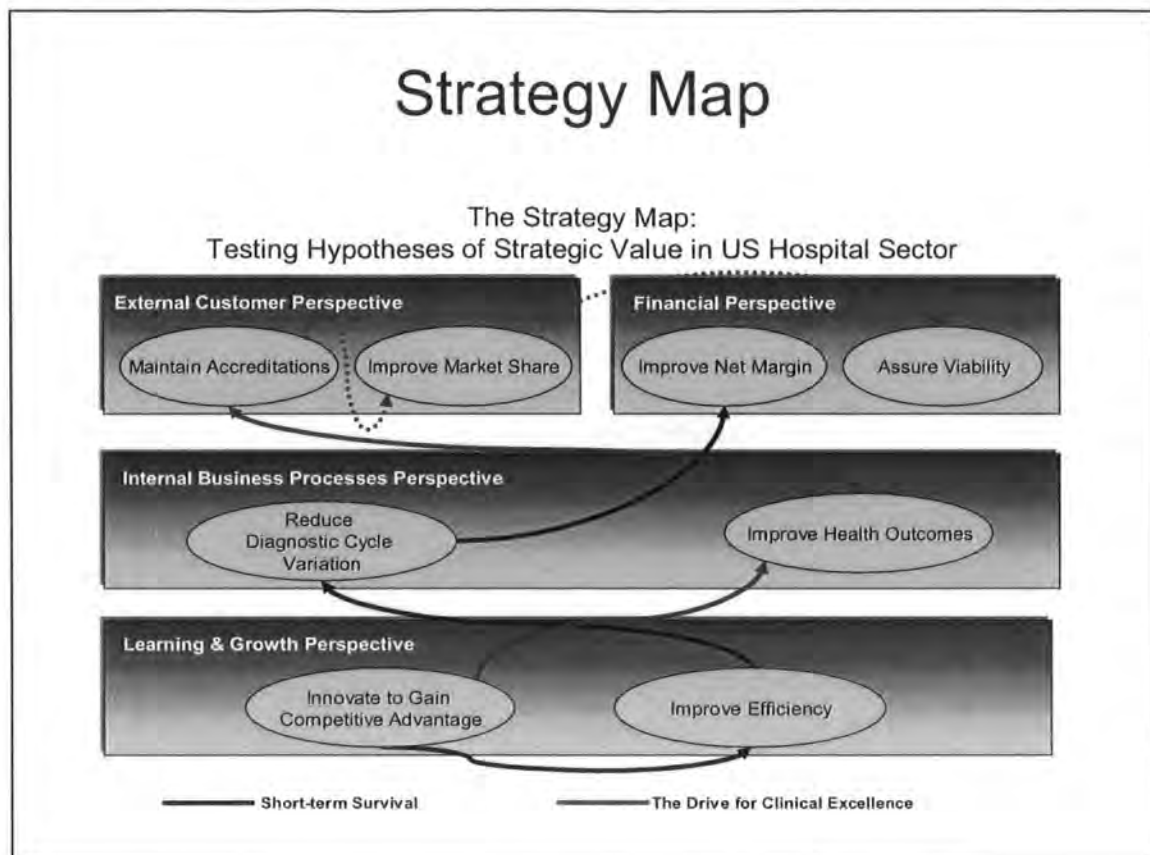 Strategy Map
The Strategy Map:
Testing Hypotheses of Strategic Value in US Hospital Sector
External Customer Perspective
Maintain Accreditations
Improve Market Share
Financial Perspective
Improve Net Margin
Assure Viability
Internal Business Processes Perspective
Reduce
Diagnostic Cycle
Variation
Improve Health Outcomes
Learning & Growth Perspective
Innovate to Gain
Competitive Advantage
Improve Efficiency
Short-term Survival
The Drive for Clinical Excellence